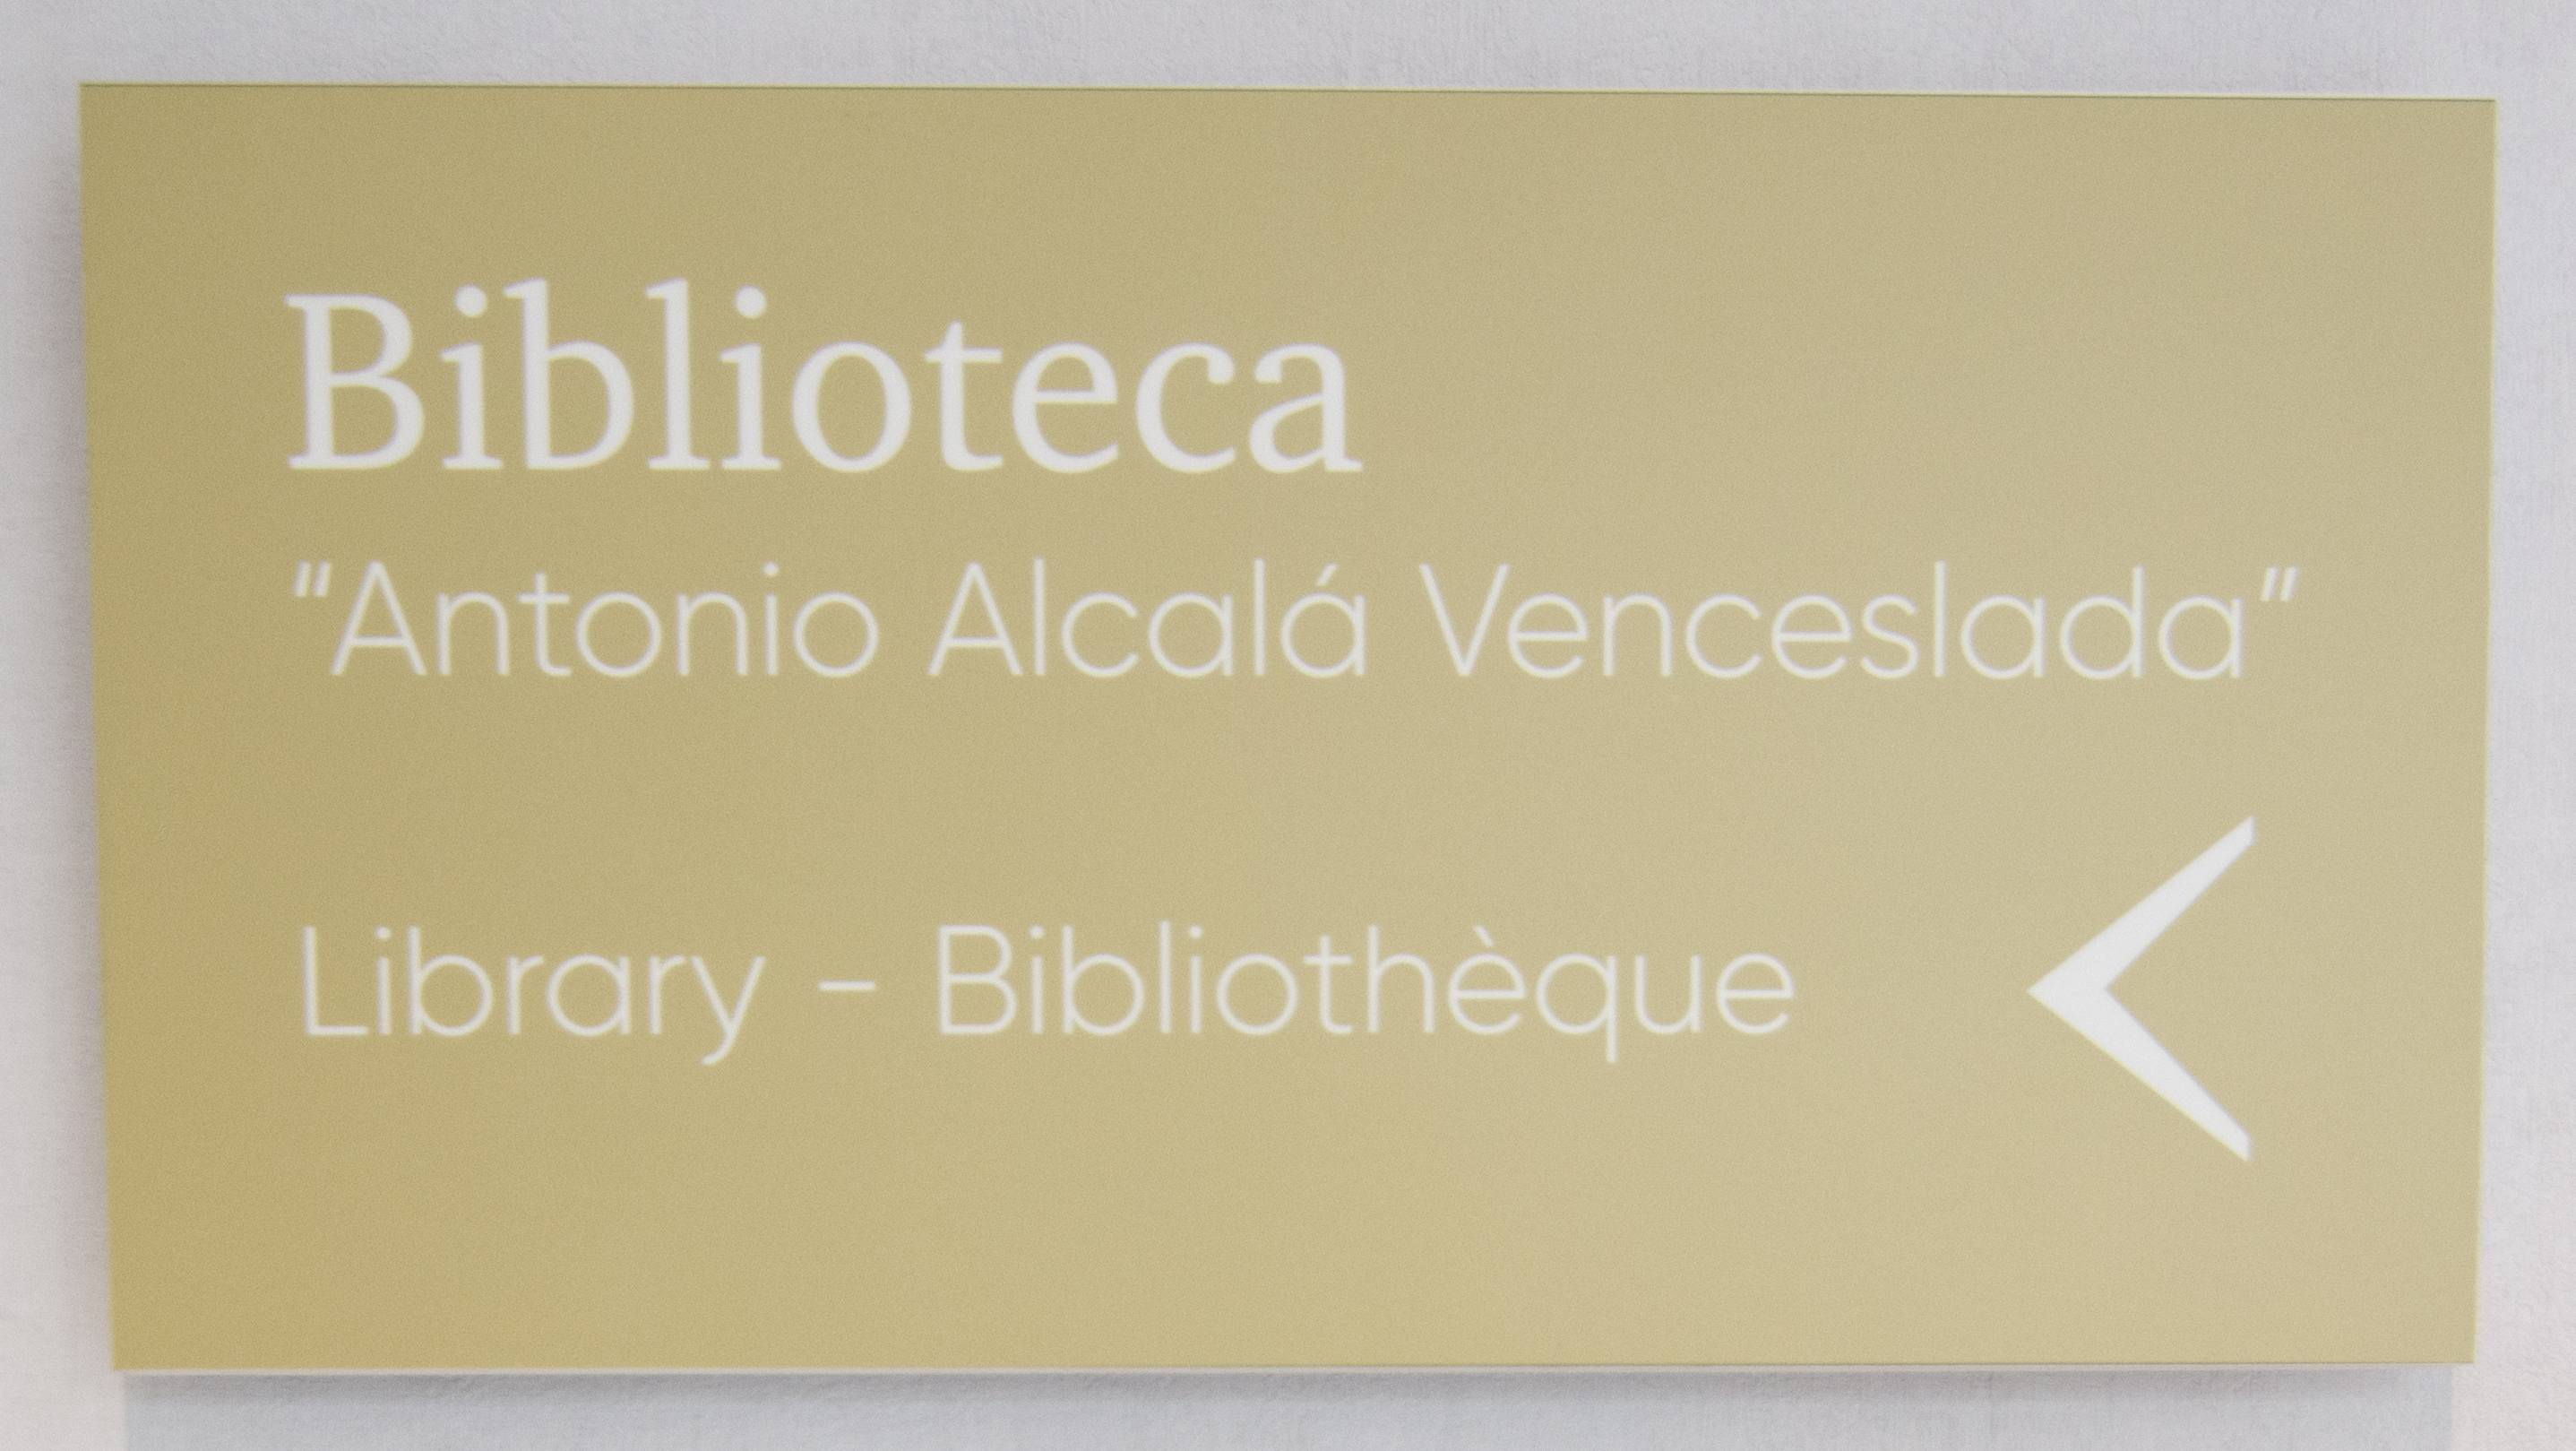 Biblioteca
"Antonio Alcalá Venceslada"
Library - Bibliothèque